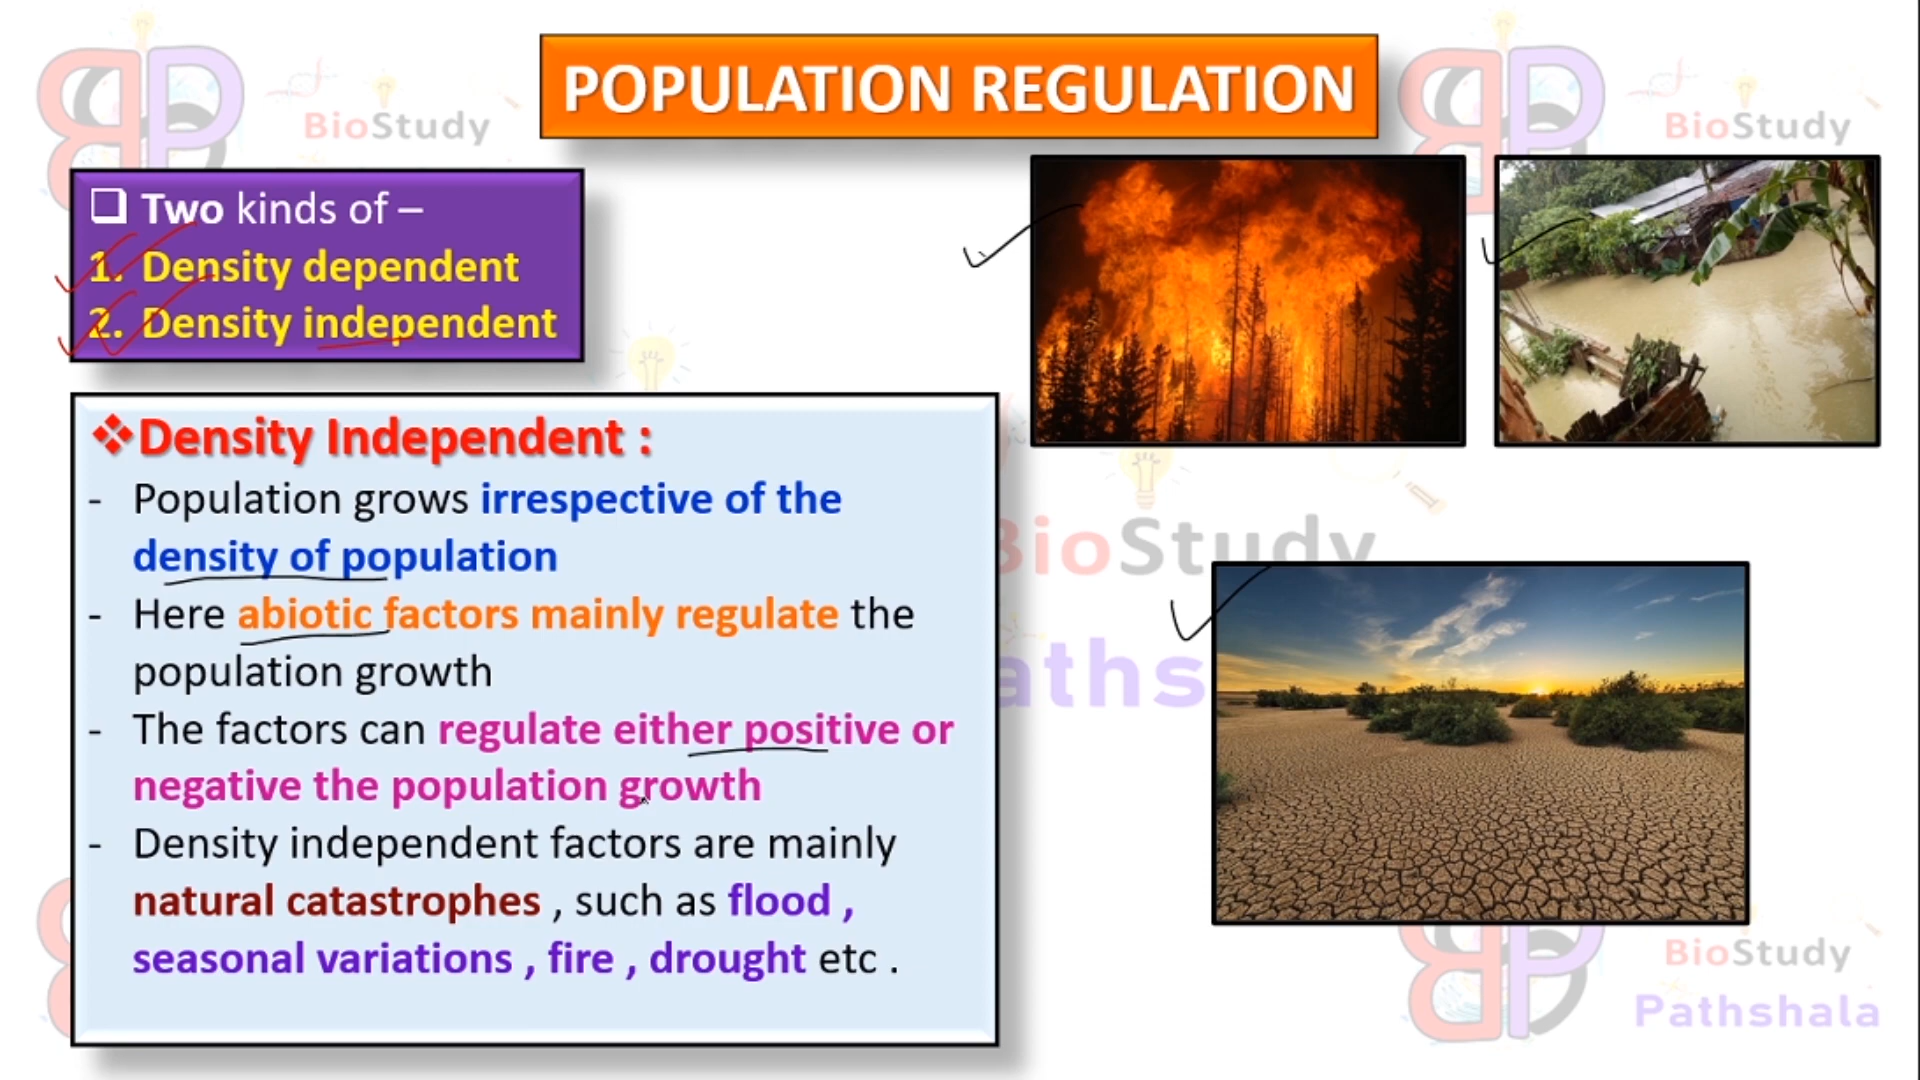 POPULATION REGULATION
BioStudy
BioStudy
❑ Two kinds of –
1. Density dependent
2. Density independent
❖Density Independent :
- Population grows irrespective of the
density of population
- Here abiotic factors mainly regulate the
population growth
- The factors can regulate either positive or
negative the population growth
- Density independent factors are mainly
natural catastrophes , such as flood ,
seasonal variations , fire , drought etc .
BioStudy
aths
BioStudy
Pathshala